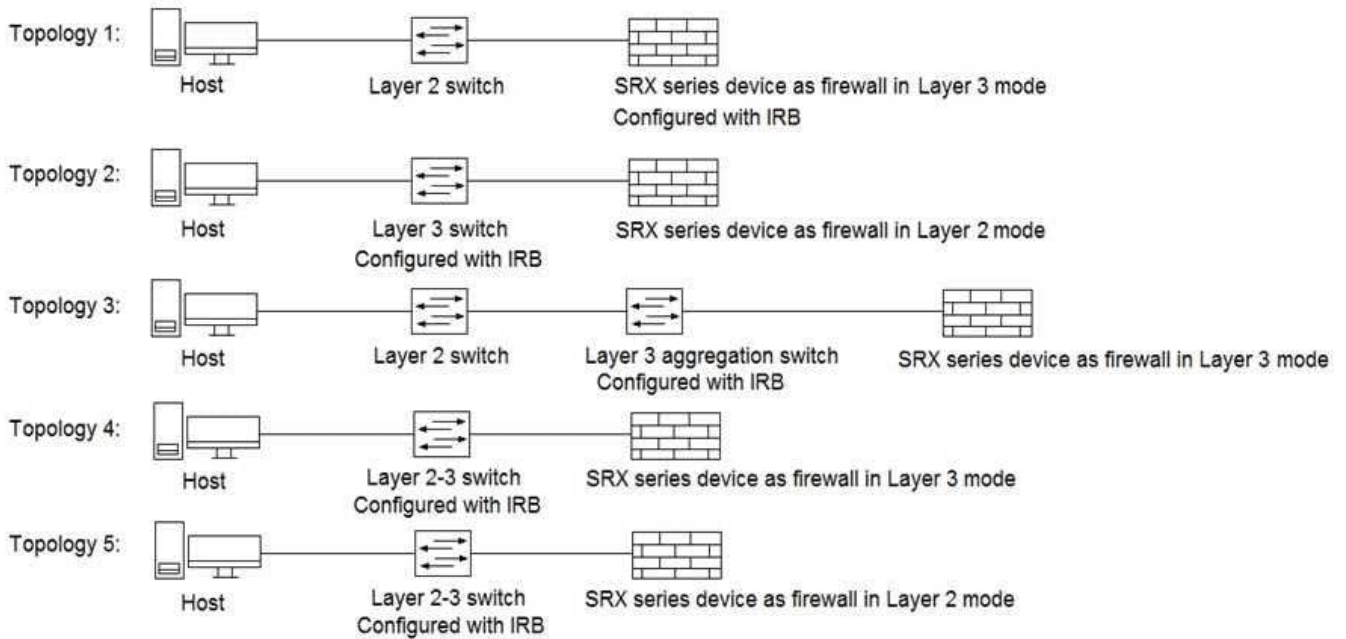 Topology 1:
Host
Layer 2 switch
SRX series device as firewall in Layer 3 mode
Configured with IRB
Topology 2:
Host
Layer 3 switch
Configured with IRB
SRX series device as firewall in Layer 2 mode
Topology 3:
Host
Layer 2 switch
Layer 3 aggregation switch
Configured with IRB
SRX series device as firewall in Layer 3 mode
Topology 4:
Host
Layer 2-3 switch
Configured with IRB
SRX series device as firewall in Layer 3 mode
Topology 5:
Host
Layer 2-3 switch
Configured with IRB
SRX series device as firewall in Layer 2 mode